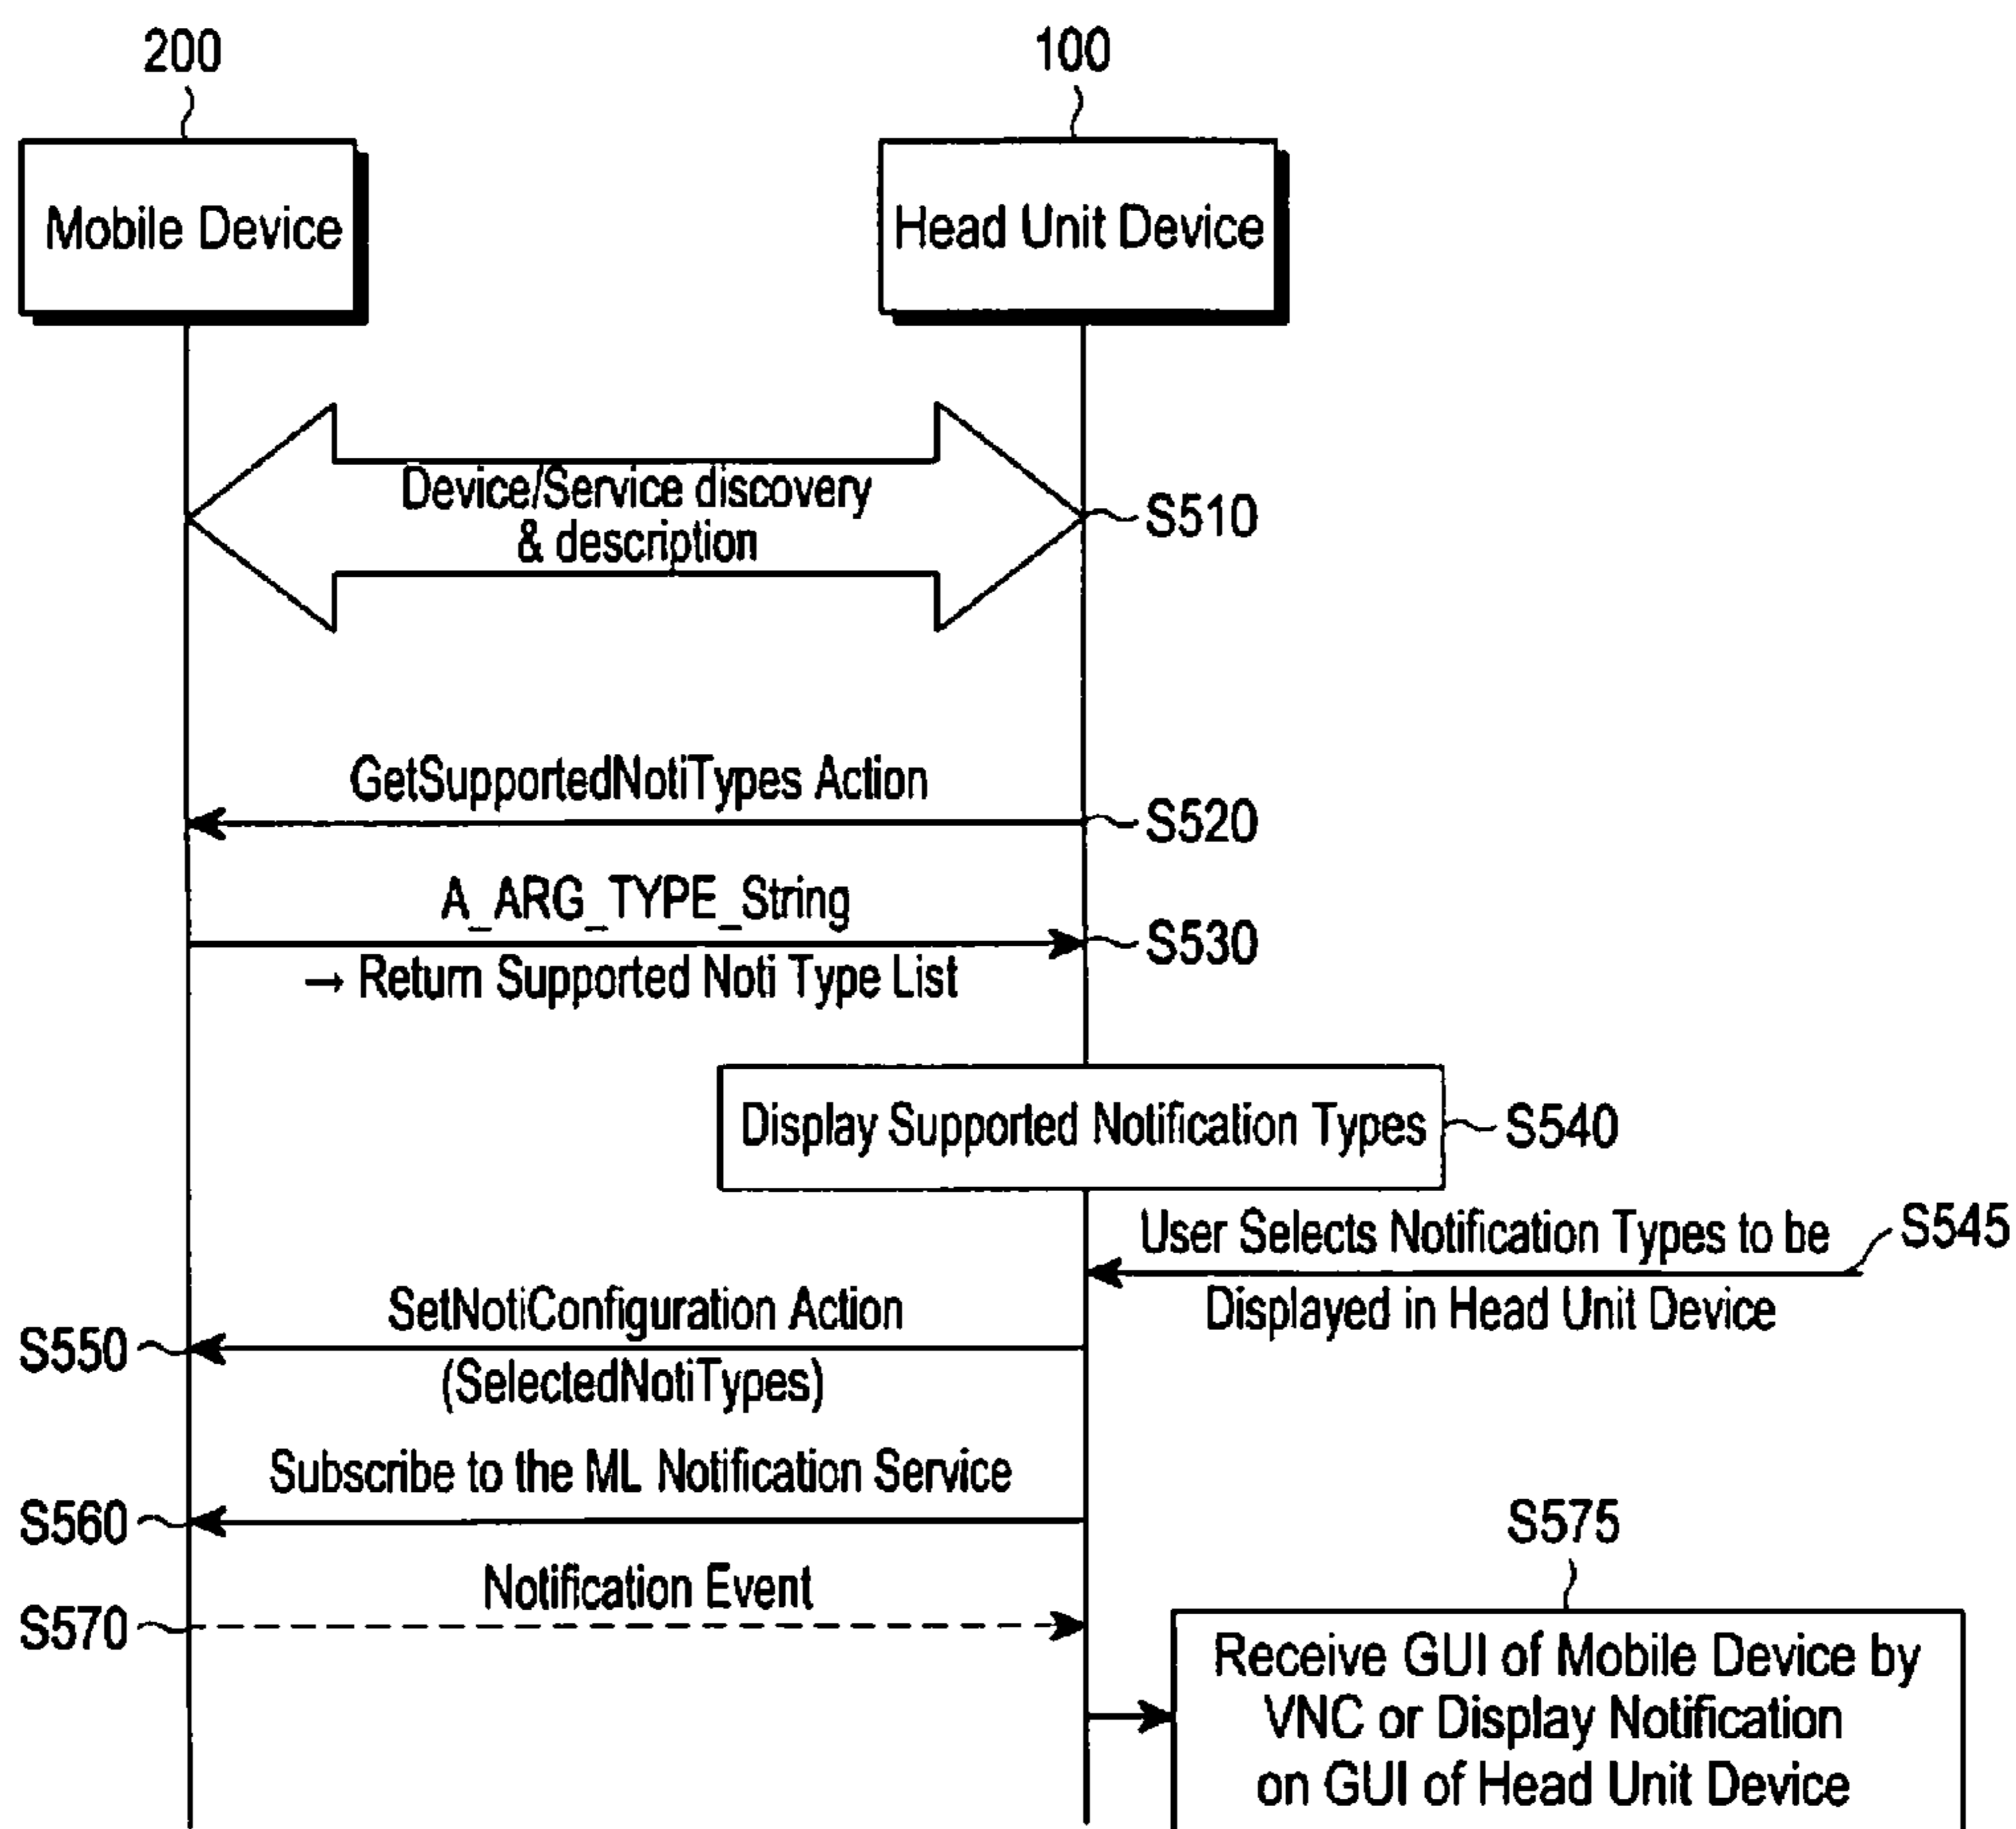 200
100
Mobile Device
Head Unit Device
Device/Service discovery
& description
S510
GetSupportedNotiTypes Action
S520
A_ARG_TYPE_String
S530
→ Return Supported Noti Type List
Display Supported Notification Types
S540
User Selects Notification Types to be
S545
Displayed in Head Unit Device
SetNotiConfiguration Action
S550
(SelectedNotiTypes)
Subscribe to the ML Notification Service
S560
S575
Notification Event
S570
Receive GUI of Mobile Device by
VNC or Display Notification
on GUI of Head Unit Device